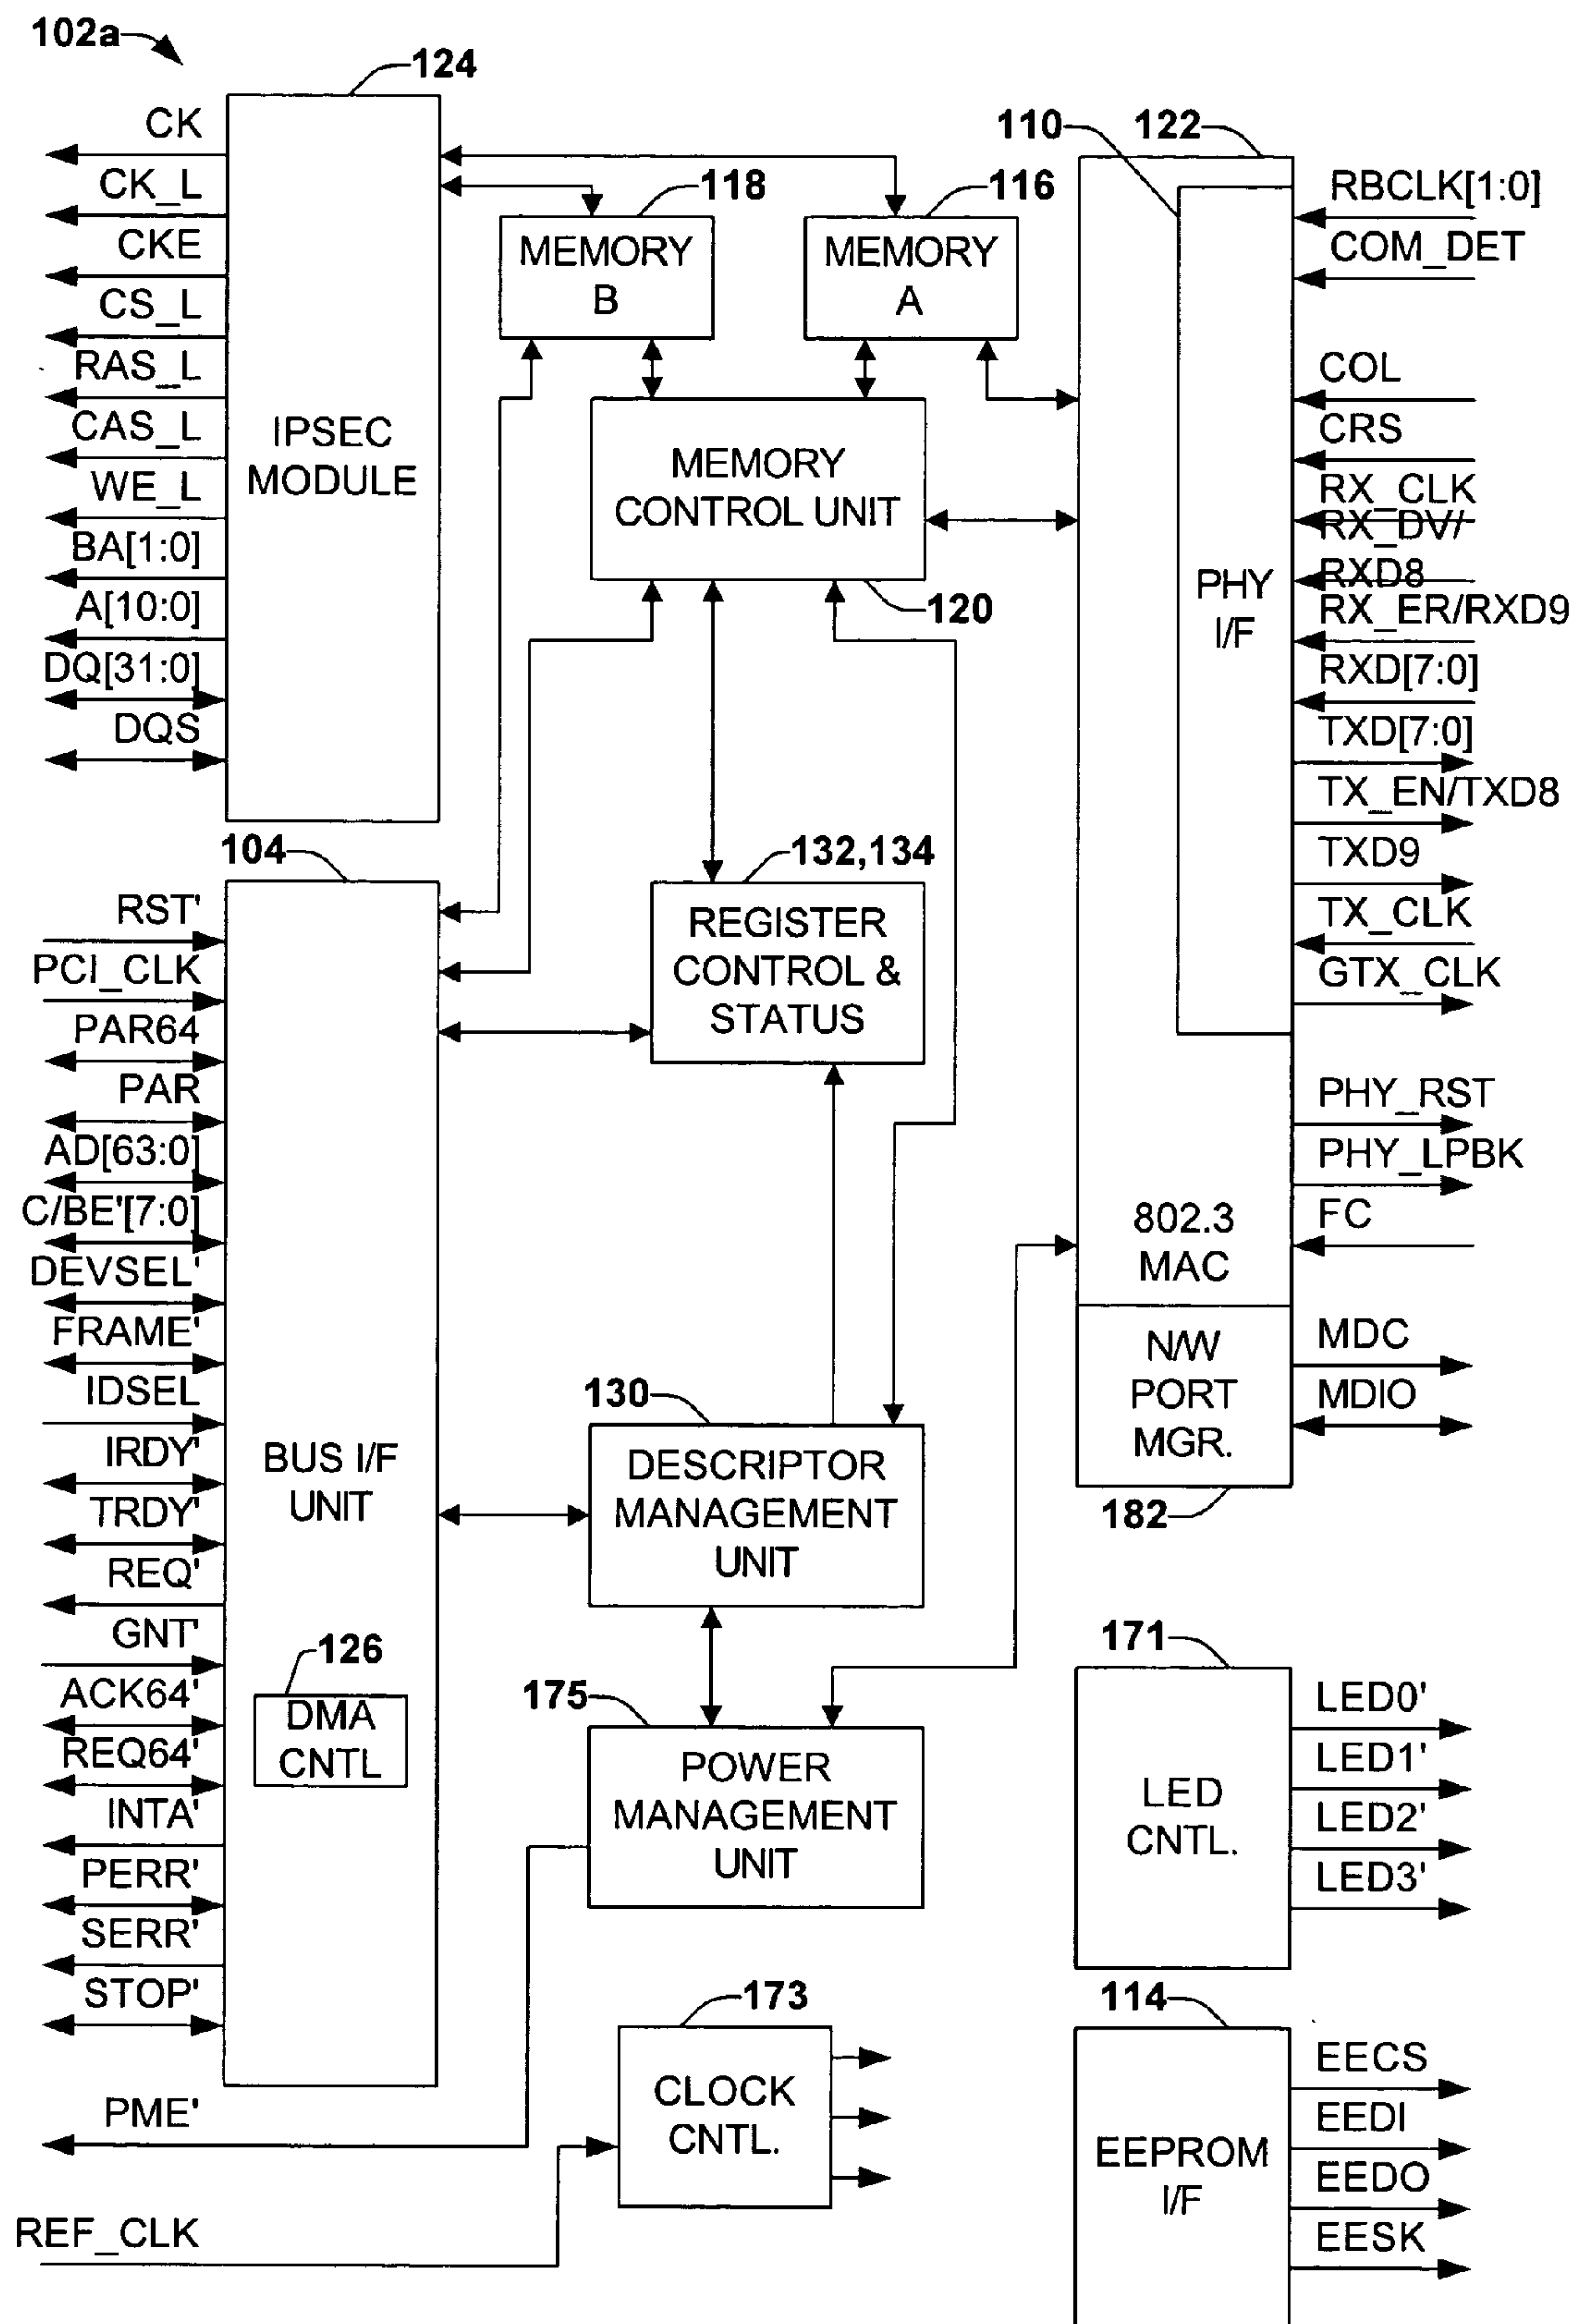 102a
124
CK
CK_L
CKE
CS_L
RAS_L
CAS_L
WE_L
BA[1:0]
A[10:0]
DQ[31:0]
DQS
IPSEC
MODULE
118
MEMORY
B
116
MEMORY
A
MEMORY
CONTROL UNIT
120
110
122
PHY
I/F
RBCLK[1:0]
COM_DET
COL
CRS
RX_CLK
RX_DV/
RXD8
RX_ER/RXD9
RXD[7:0]
TXD[7:0]
TX_EN/TXD8
TXD9
TX_CLK
GTX_CLK
PHY_RST
PHY_LPBK
FC
802.3
MAC
N/W
PORT
MGR.
MDC
MDIO
182
104
RST'
PCI_CLK
PAR64
PAR
AD[63:0]
C/BE'[7:0]
DEVSEL'
FRAME'
IDSEL
IRDY'
TRDY'
REQ'
GNT'
ACK64'
REQ64'
INTA'
PERR'
SERR'
STOP'
PME'
REF_CLK
BUS I/F
UNIT
126
DMA
CNTL
132,134
REGISTER
CONTROL &
STATUS
130
DESCRIPTOR
MANAGEMENT
UNIT
175
POWER
MANAGEMENT
UNIT
173
CLOCK
CNTL.
171
LED
CNTL.
LED0'
LED1'
LED2'
LED3'
114
EEPROM
I/F
EECS
EEDI
EEDO
EESK